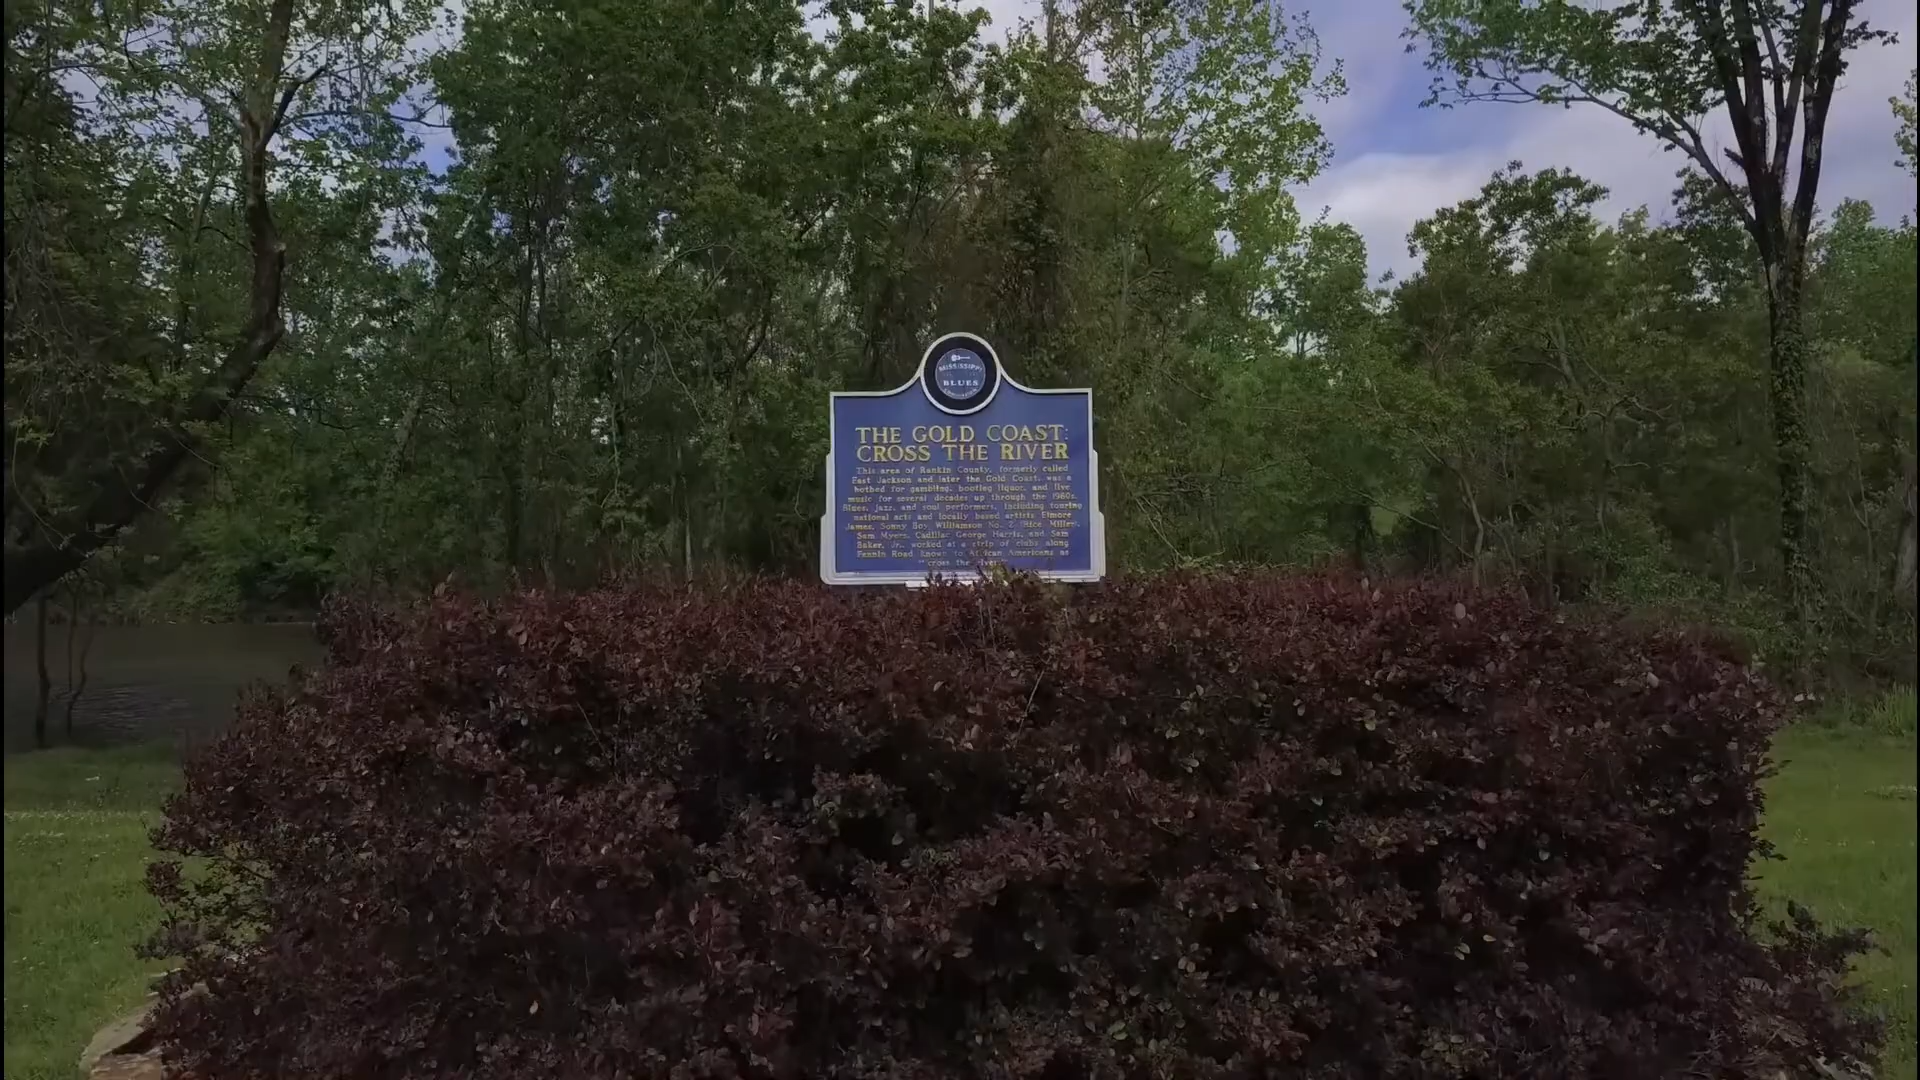 MISSISSIPPI
BLUES
THE GOLD COAST:
CROSS THE RIVER
This area of Rankin County, formerly called
East Jackson and later the Gold Coast, was a
hotbed for gambling, bootleg liquor, and live
music for several decades up through the 1960s.
Blues, jazz, and soul performers, including touring
national acts and locally based artists Elmore
James, Sonny Boy Williamson No. 2 (Rice Miller),
Sam Myers, Cadillac George Harris, and Sam
Baker, Jr., worked at a strip of clubs along
Fannin Road known to African Americans as
"cross the river."